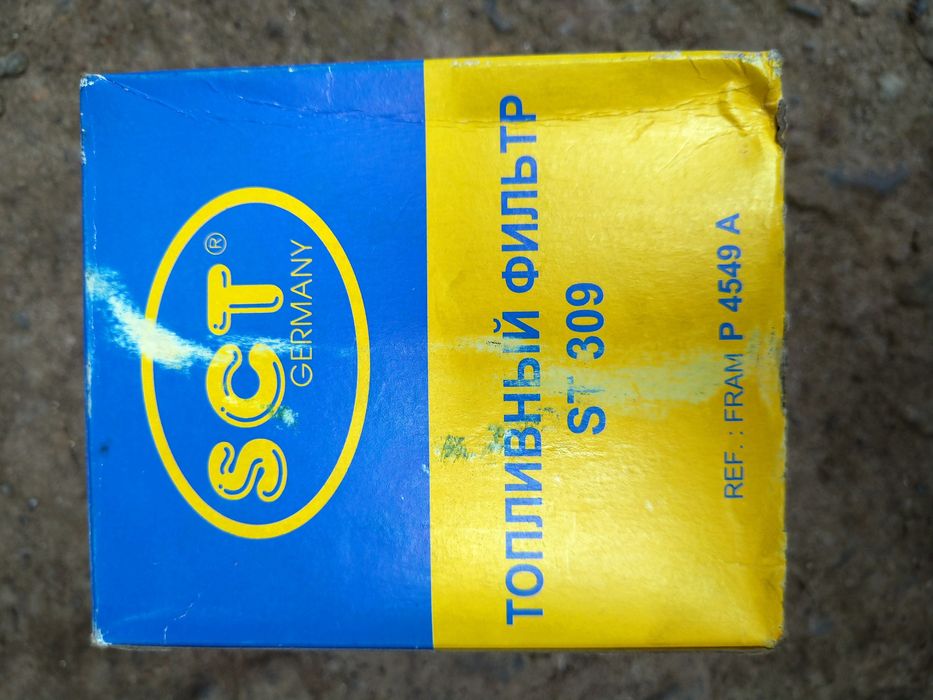 SCT®
GERMANY
ТОПЛИВНЫЙ ФИЛЬТР
ST 309
REF. : FRAM P 4549 A